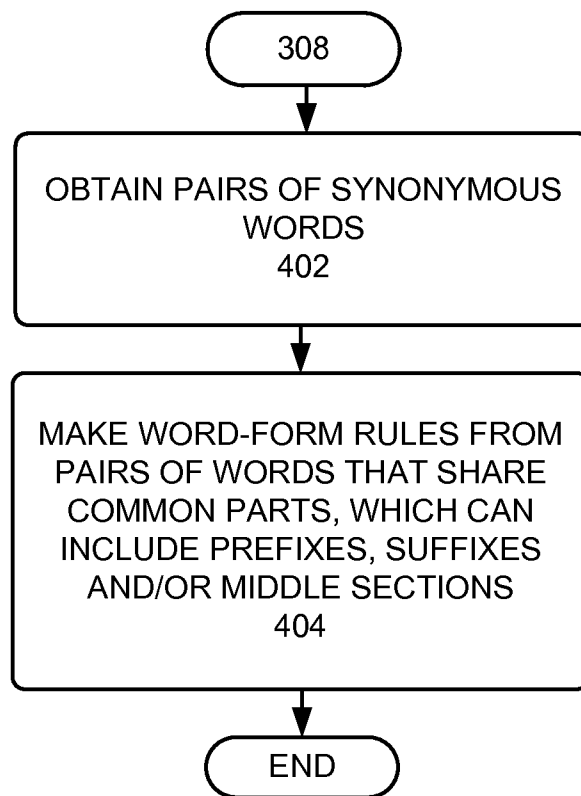 308
OBTAIN PAIRS OF SYNONYMOUS
WORDS
402
MAKE WORD-FORM RULES FROM
PAIRS OF WORDS THAT SHARE
COMMON PARTS, WHICH CAN
INCLUDE PREFIXES, SUFFIXES
AND/OR MIDDLE SECTIONS
404
END